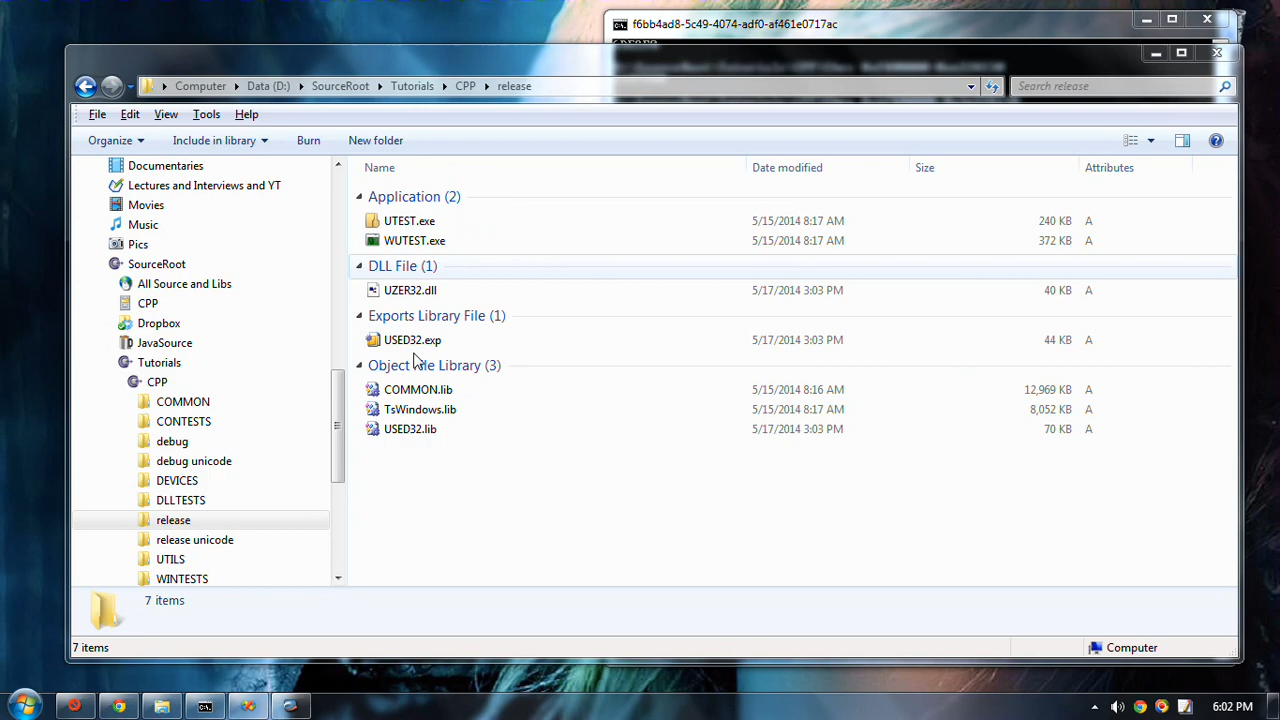 f6bb4ad8-5c49-4074-adf0-af461e0717ac
Computer Data (D:) SourceRoot Tutorials CPP release Search release
File Edit View Tools Help
Organize Include in library Burn New folder
Name Date modified Size Attributes
Documentaries
Lectures and Interviews and YT
Movies
Music
Pics
SourceRoot
All Source and Libs
CPP
Dropbox
JavaSource
Tutorials
CPP
COMMON
CONTESTS
debug
debug unicode
DEVICES
DLLTESTS
release
release unicode
UTILS
WINTESTS
Application (2)
UTEST.exe 5/15/2014 8:17 AM 240 KB A
WUTEST.exe 5/15/2014 8:17 AM 372 KB A
DLL File (1)
UZER32.dll 5/17/2014 3:03 PM 40 KB A
Exports Library File (1)
USED32.exp 5/17/2014 3:03 PM 44 KB A
Object File Library (3)
COMMON.lib 5/15/2014 8:16 AM 12,969 KB A
TsWindows.lib 5/15/2014 8:17 AM 8,052 KB A
USED32.lib 5/17/2014 3:03 PM 70 KB A
7 items
7 items Computer
6:02 PM